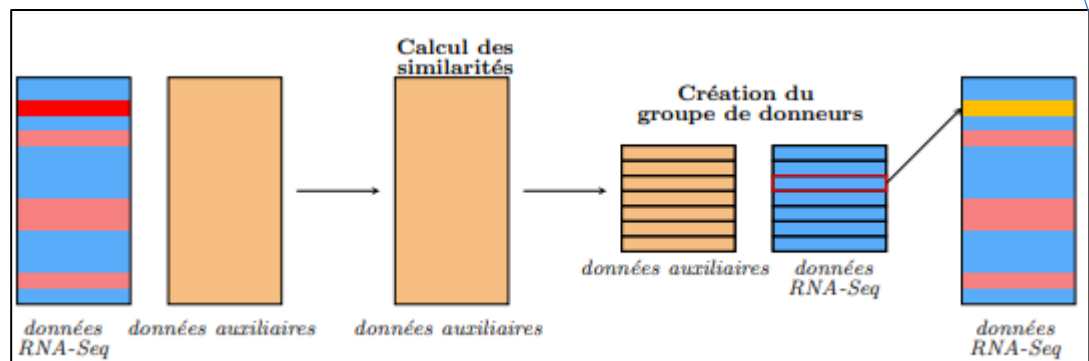 Calcul des
similarités
Création du
groupe de donneurs
données
RNA-Seq
données auxiliaires
données auxiliaires
données auxiliaires
données
RNA-Seq
données
RNA-Seq